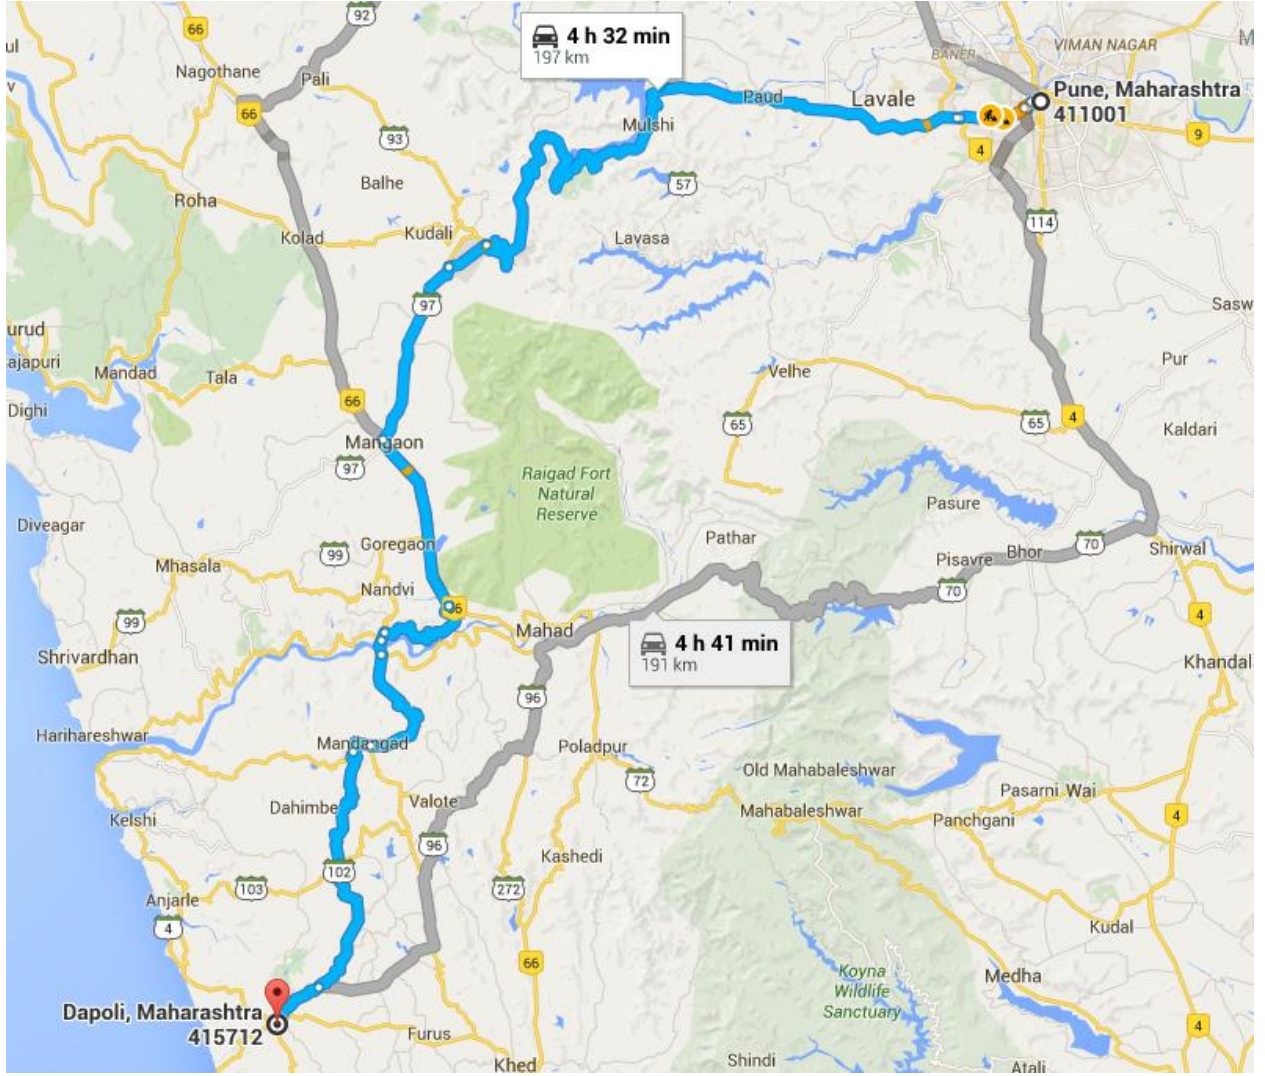 92
66
ul
Nagothane
Pali
v
66
93
Balhe
Roha
Kolad
Kudali
4 h 32 min
197 km
BANER
VIMAN NAGAR
M
Paud
Lavale
Pune, Maharashtra
411001
Mulshi
4
9
57
114
Lavasa
97
Sasw
urud
ajapuri
Mandad
Tala
Dighi
66
Velhe
Pur
65
65
4
Kaldari
Mangaon
97
Raigad Fort
Natural
Reserve
Pasure
Diveagar
Goregaon
99
Mhasala
Nandvi
Pathar
Pisavre
Bhor
70
Shirwal
70
6
99
Mahad
4
Shrivardhan
4 h 41 min
191 km
Khandal
96
Harihareshwar
Mandangad
Poladpur
72
Old Mahabaleshwar
Pasarni
Wai
Kelshi
Dahimbe
Valote
Mahabaleshwar
Panchgani
4
96
Kashedi
102
103
272
Anjarle
4
Kudal
66
Koyna
Wildlife
Sanctuary
Medha
Dapoli, Maharashtra
415712
Furus
4
Khed
Shindi
Atali